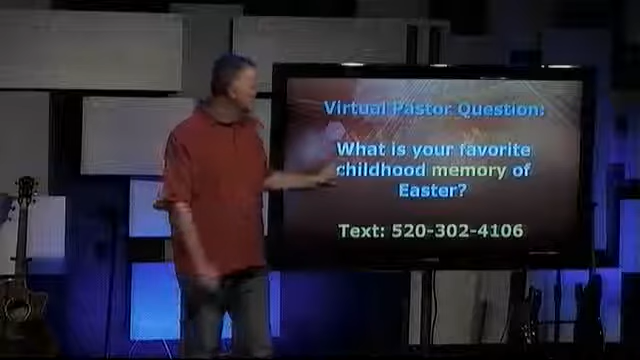 Virtual Pastor Question:
What is your favorite
childhood memory of
Easter?
Text: 520-302-4106